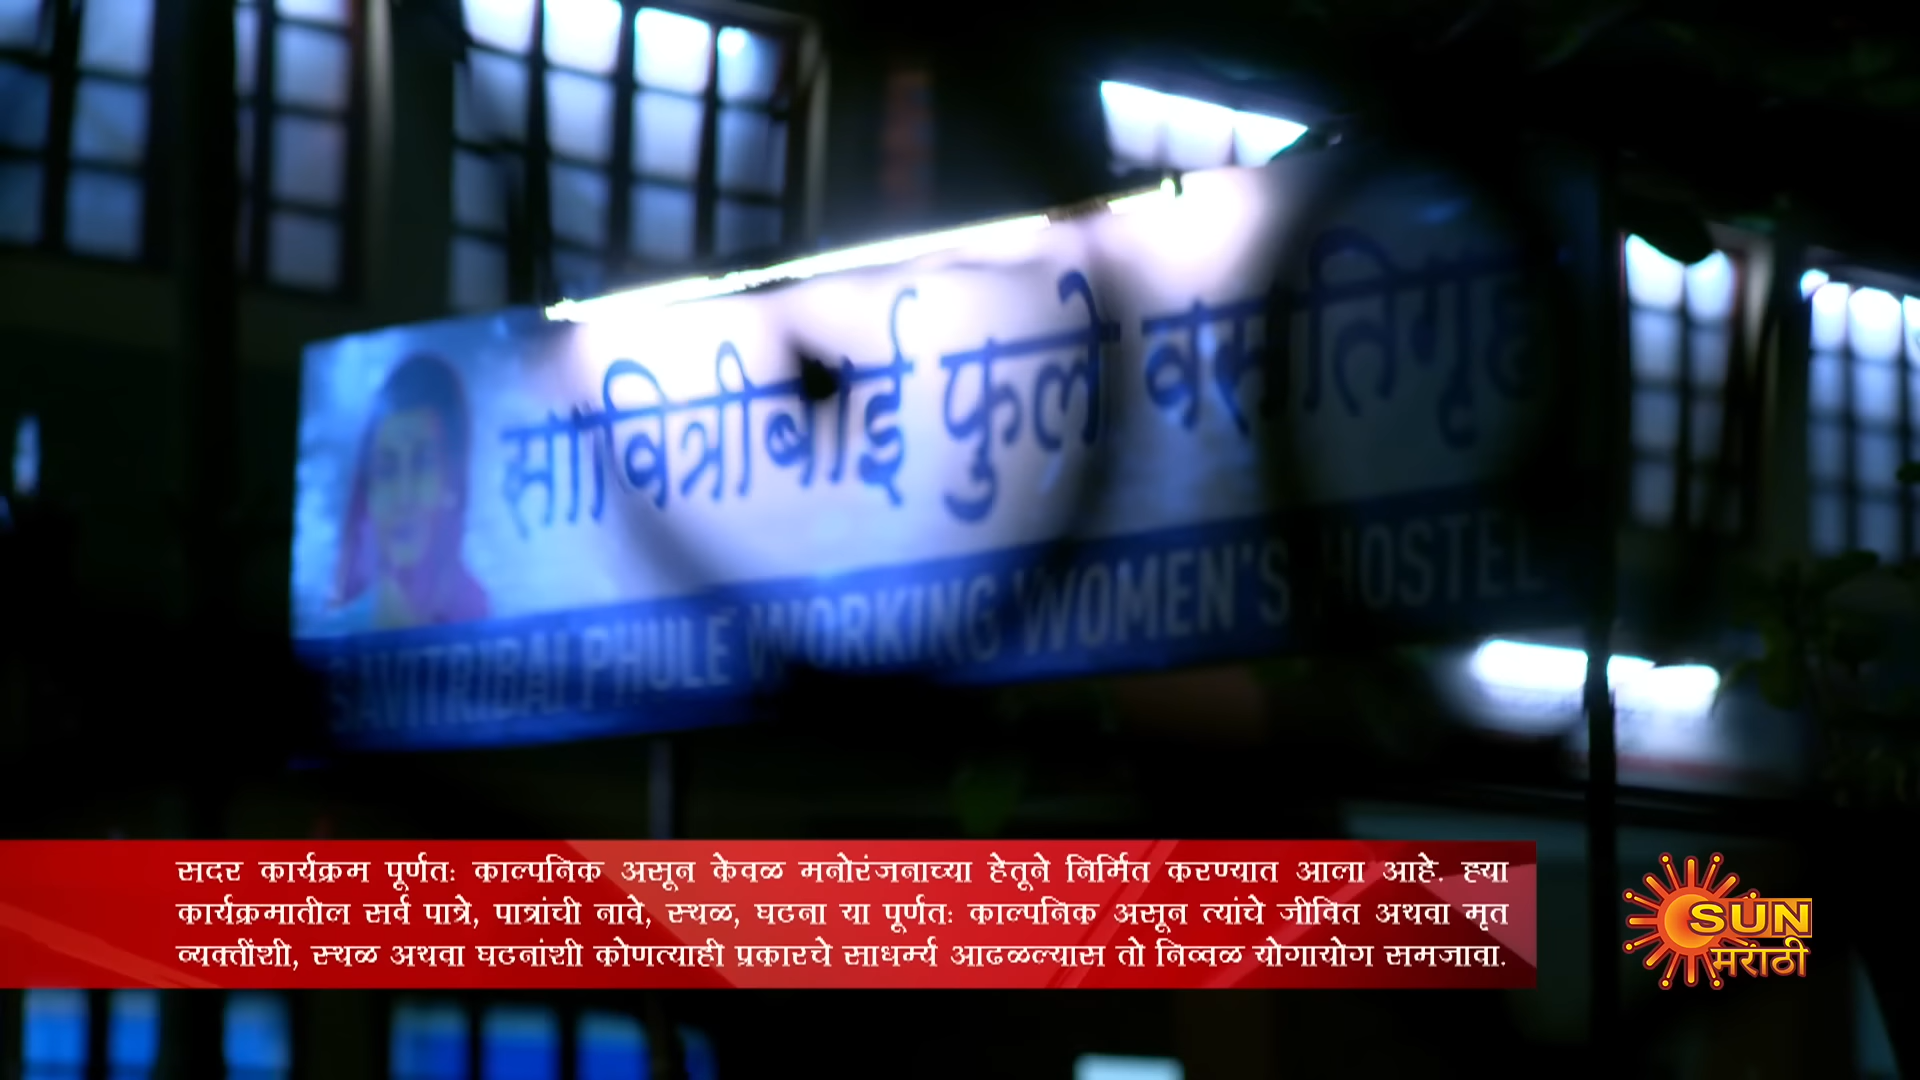 सावित्रीबाई फुले वसतिगृह
SAVITRIBAI PHULE WORKING WOMEN'S HOSTEL
सदर कार्यक्रम पूर्णतः काल्पनिक असून केवळ मनोरंजनाच्या हेतूने निर्मित करण्यात आला आहे. ह्या
कार्यक्रमातील सर्व पात्रे, पात्रांची नावे, स्थळ, घटना या पूर्णतः काल्पनिक असून त्यांचे जीवित अथवा मृत
व्यक्तींशी, स्थळ अथवा घटनांशी कोणत्याही प्रकारचे साधर्म्य आढळल्यास तो निव्वळ योगायोग समजावा.
SUN
मराठी